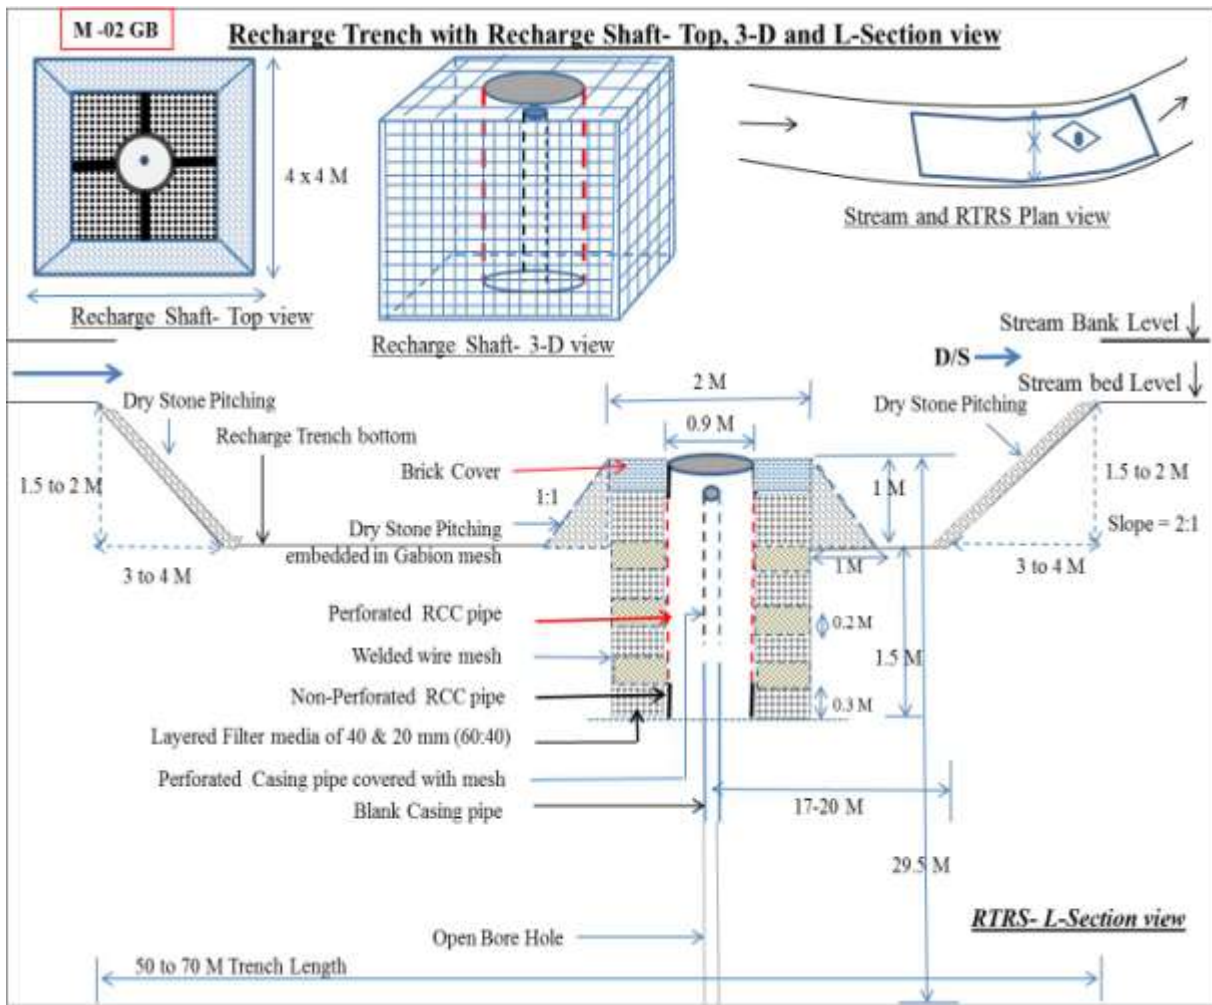 M -02 GB
Recharge Trench with Recharge Shaft- Top, 3-D and L-Section view
4 x 4 M
Stream and RTRS Plan view
Recharge Shaft- Top view
Recharge Shaft- 3-D view
Stream Bank Level
D/S
Stream bed Level
2 M
Dry Stone Pitching
Dry Stone Pitching
0.9 M
Recharge Trench bottom
Brick Cover
1.5 to 2 M
1:1
1 M
1.5 to 2 M
Dry Stone Pitching
embedded in Gabion mesh
Slope = 2:1
3 to 4 M
1M
3 to 4 M
Perforated RCC pipe
0.2 M
Welded wire mesh
1.5 M
Non-Perforated RCC pipe
0.3 M
Layered Filter media of 40 & 20 mm (60:40)
Perforated Casing pipe covered with mesh
Blank Casing pipe
17-20 M
29.5 M
RTRS- L-Section view
Open Bore Hole
50 to 70 M Trench Length